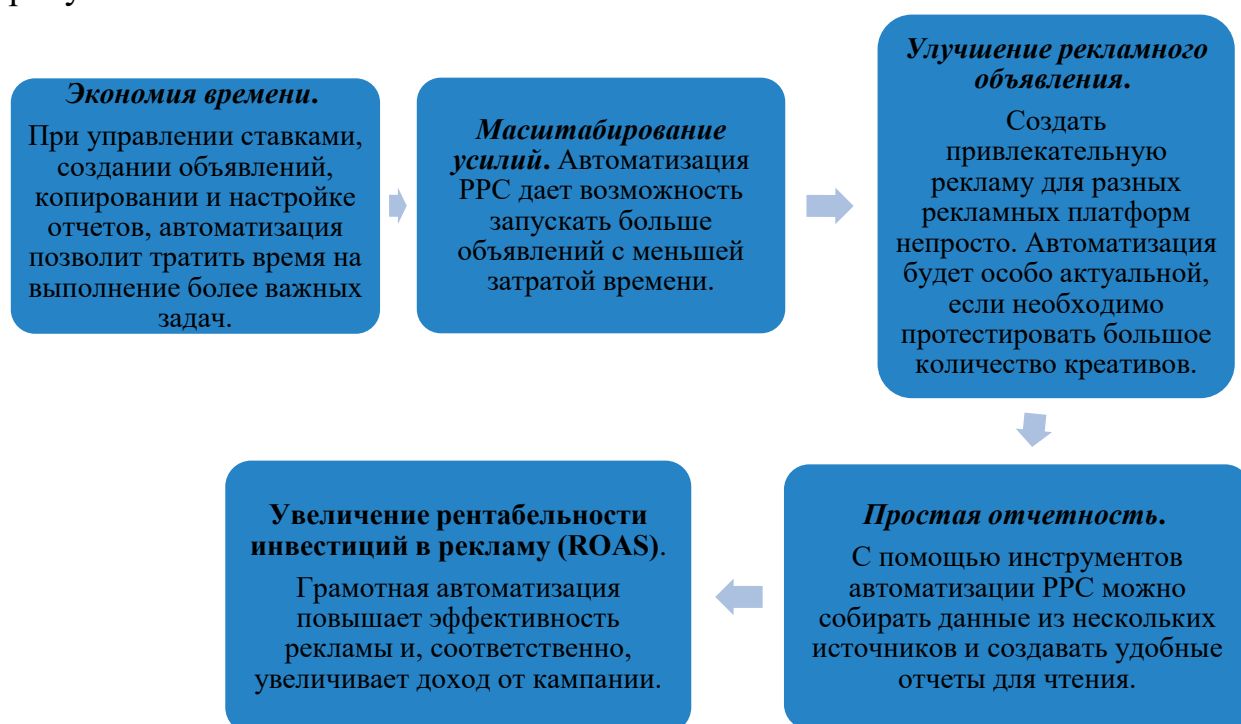 Экономия времени.
При управлении ставками,
создании объявлений,
копировании и настройке
отчетов, автоматизация
позволит тратить время на
выполнение более важных
задач.
Масштабирование
усилий. Автоматизация
PPC дает возможность
запускать больше
объявлений с меньшей
затратой времени.
Улучшение рекламного
объявления.
Создать
привлекательную
рекламу для разных
рекламных платформ
непросто. Автоматизация
будет особо актуальной,
если необходимо
протестировать большое
количество креативов.
Простая отчетность.
С помощью инструментов
автоматизации PPC можно
собирать данные из нескольких
источников и создавать удобные
отчеты для чтения.
Увеличение рентабельности
инвестиций в рекламу (ROAS).
Грамотная автоматизация
повышает эффективность
рекламы и, соответственно,
увеличивает доход от кампании.